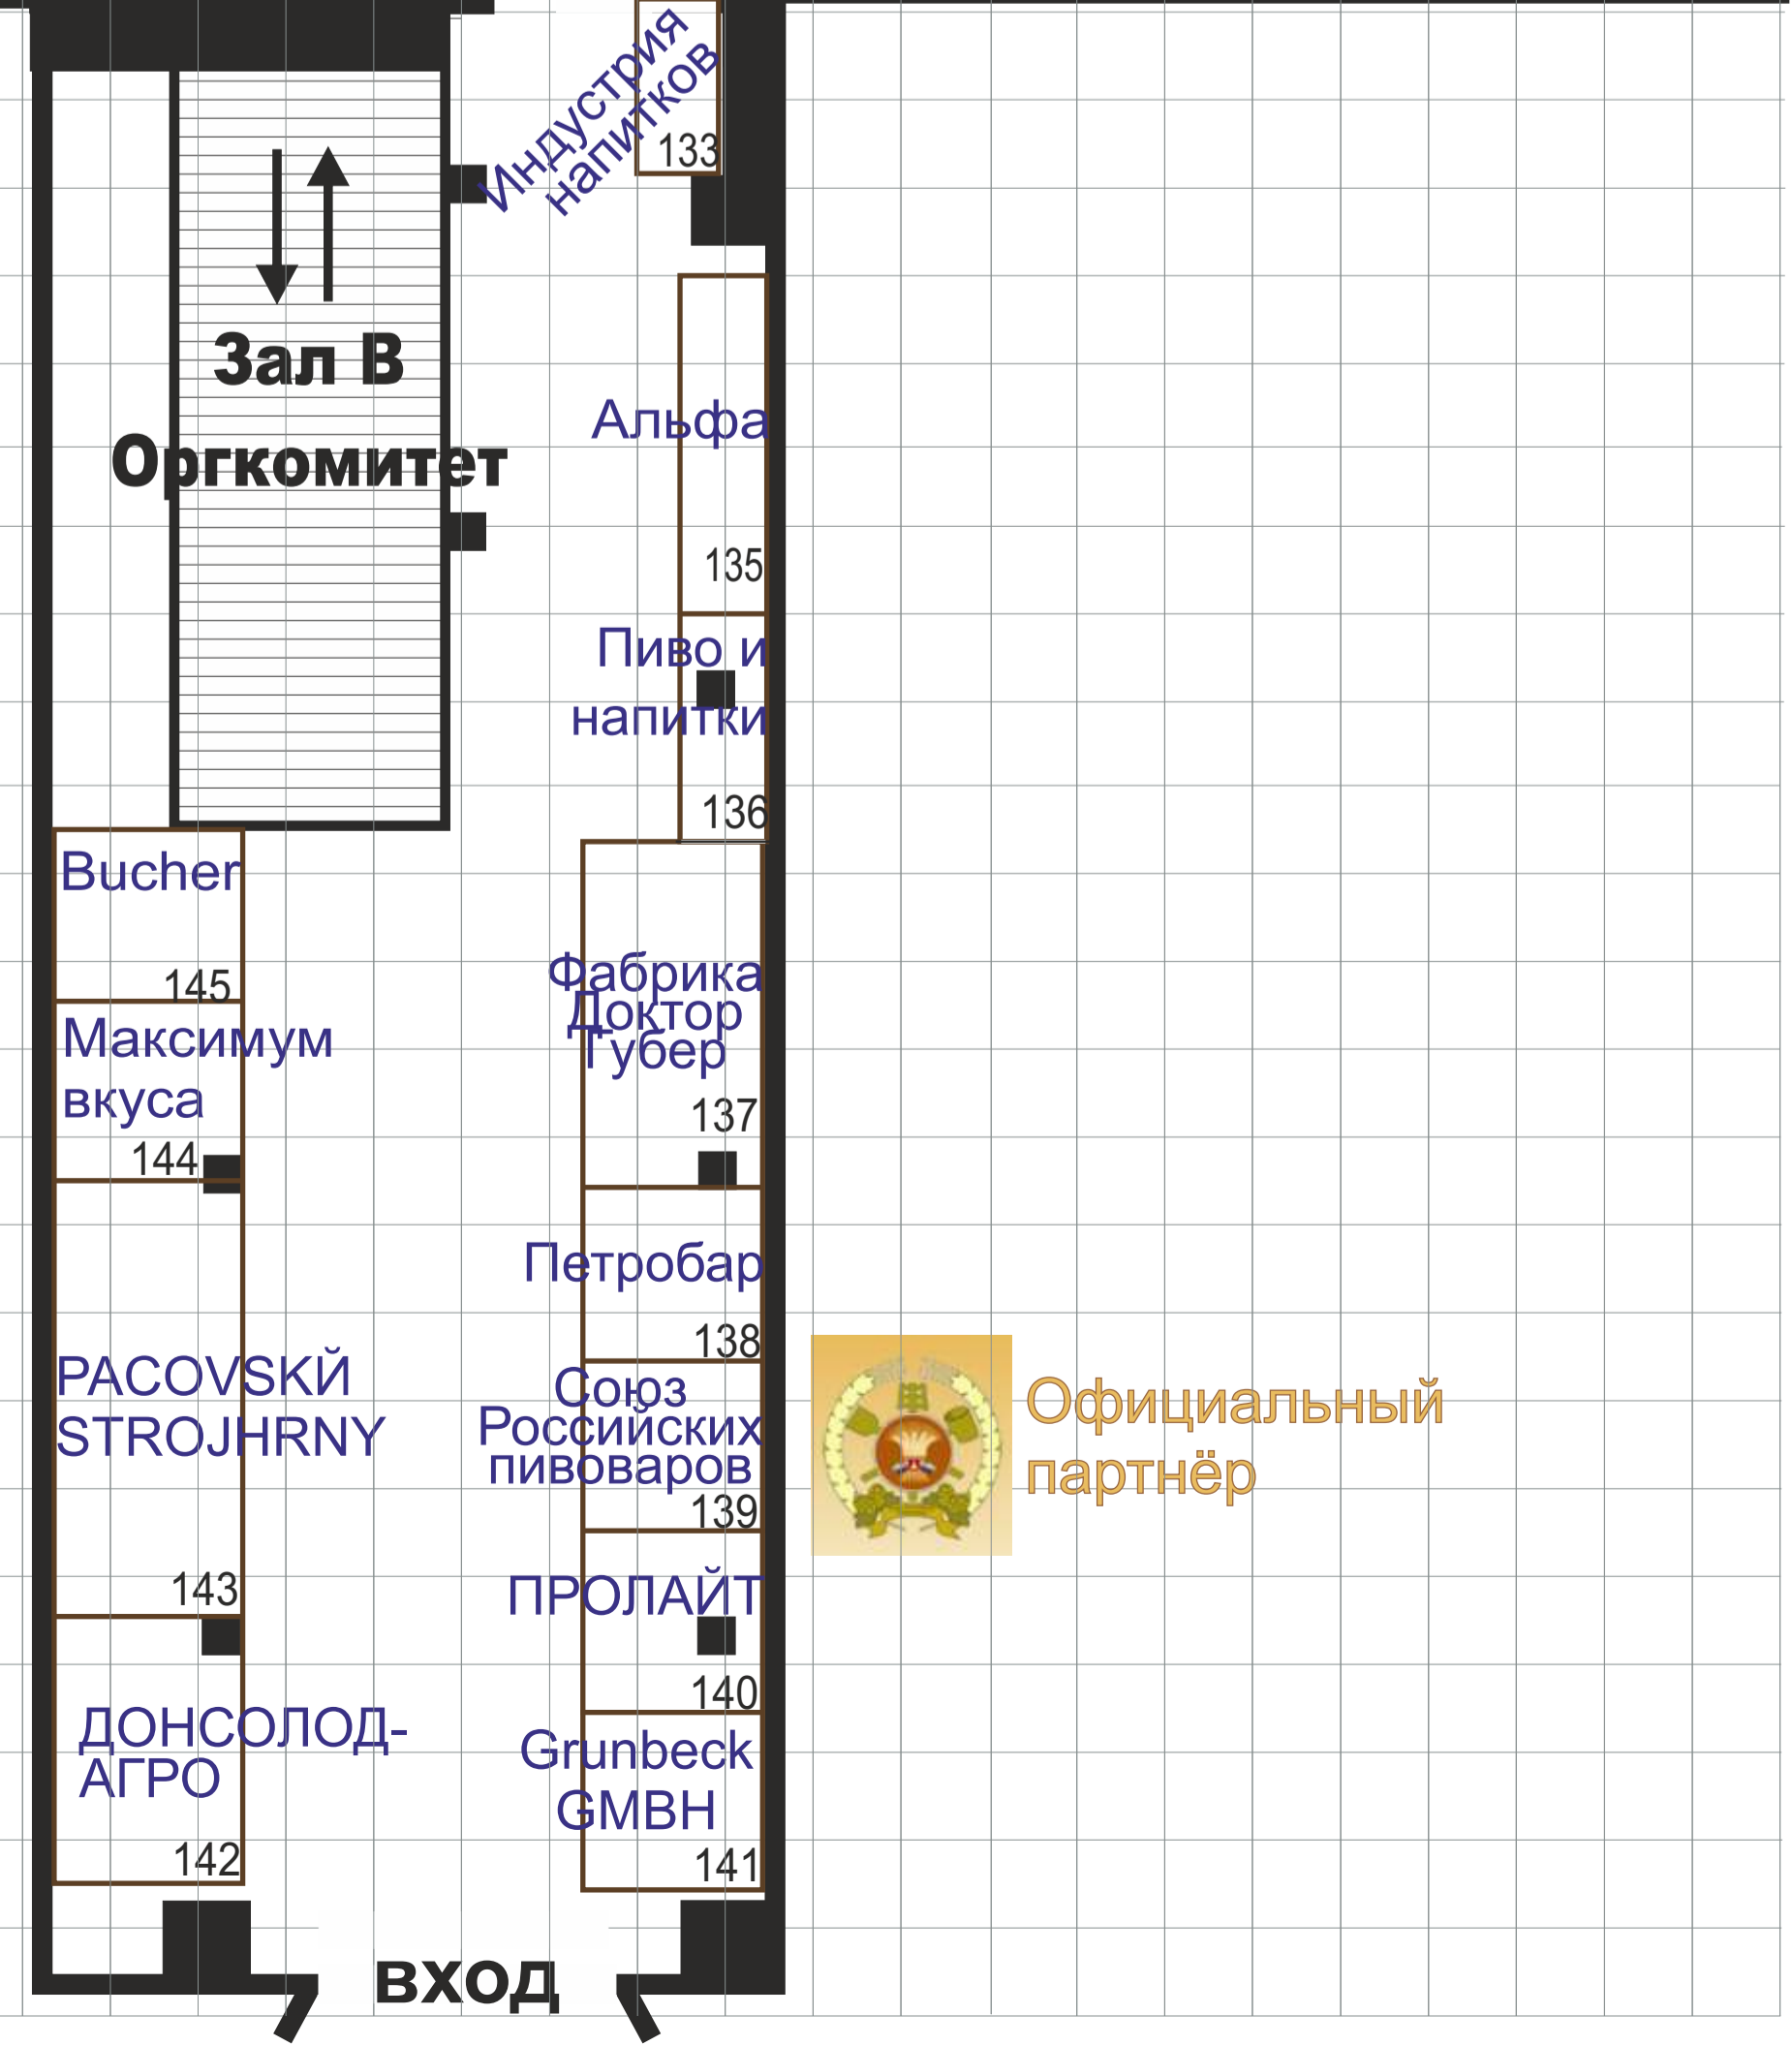 Индустрия
напитков
133
Зал В
Оргкомитет
Альфа
135
Пиво и
напитки
136
Bucher
145
Максимум
вкуса
144
PACOVSKЙ
STROJHRNY
143
ДОНСОЛОД-
АГРО
142
Фабрика
Доктор
Губер
137
Петробар
138
Союз
Российских
пивоваров
139
Официальный
партнёр
ПРОЛАЙТ
140
Grunbeck
GMBH
141
вход